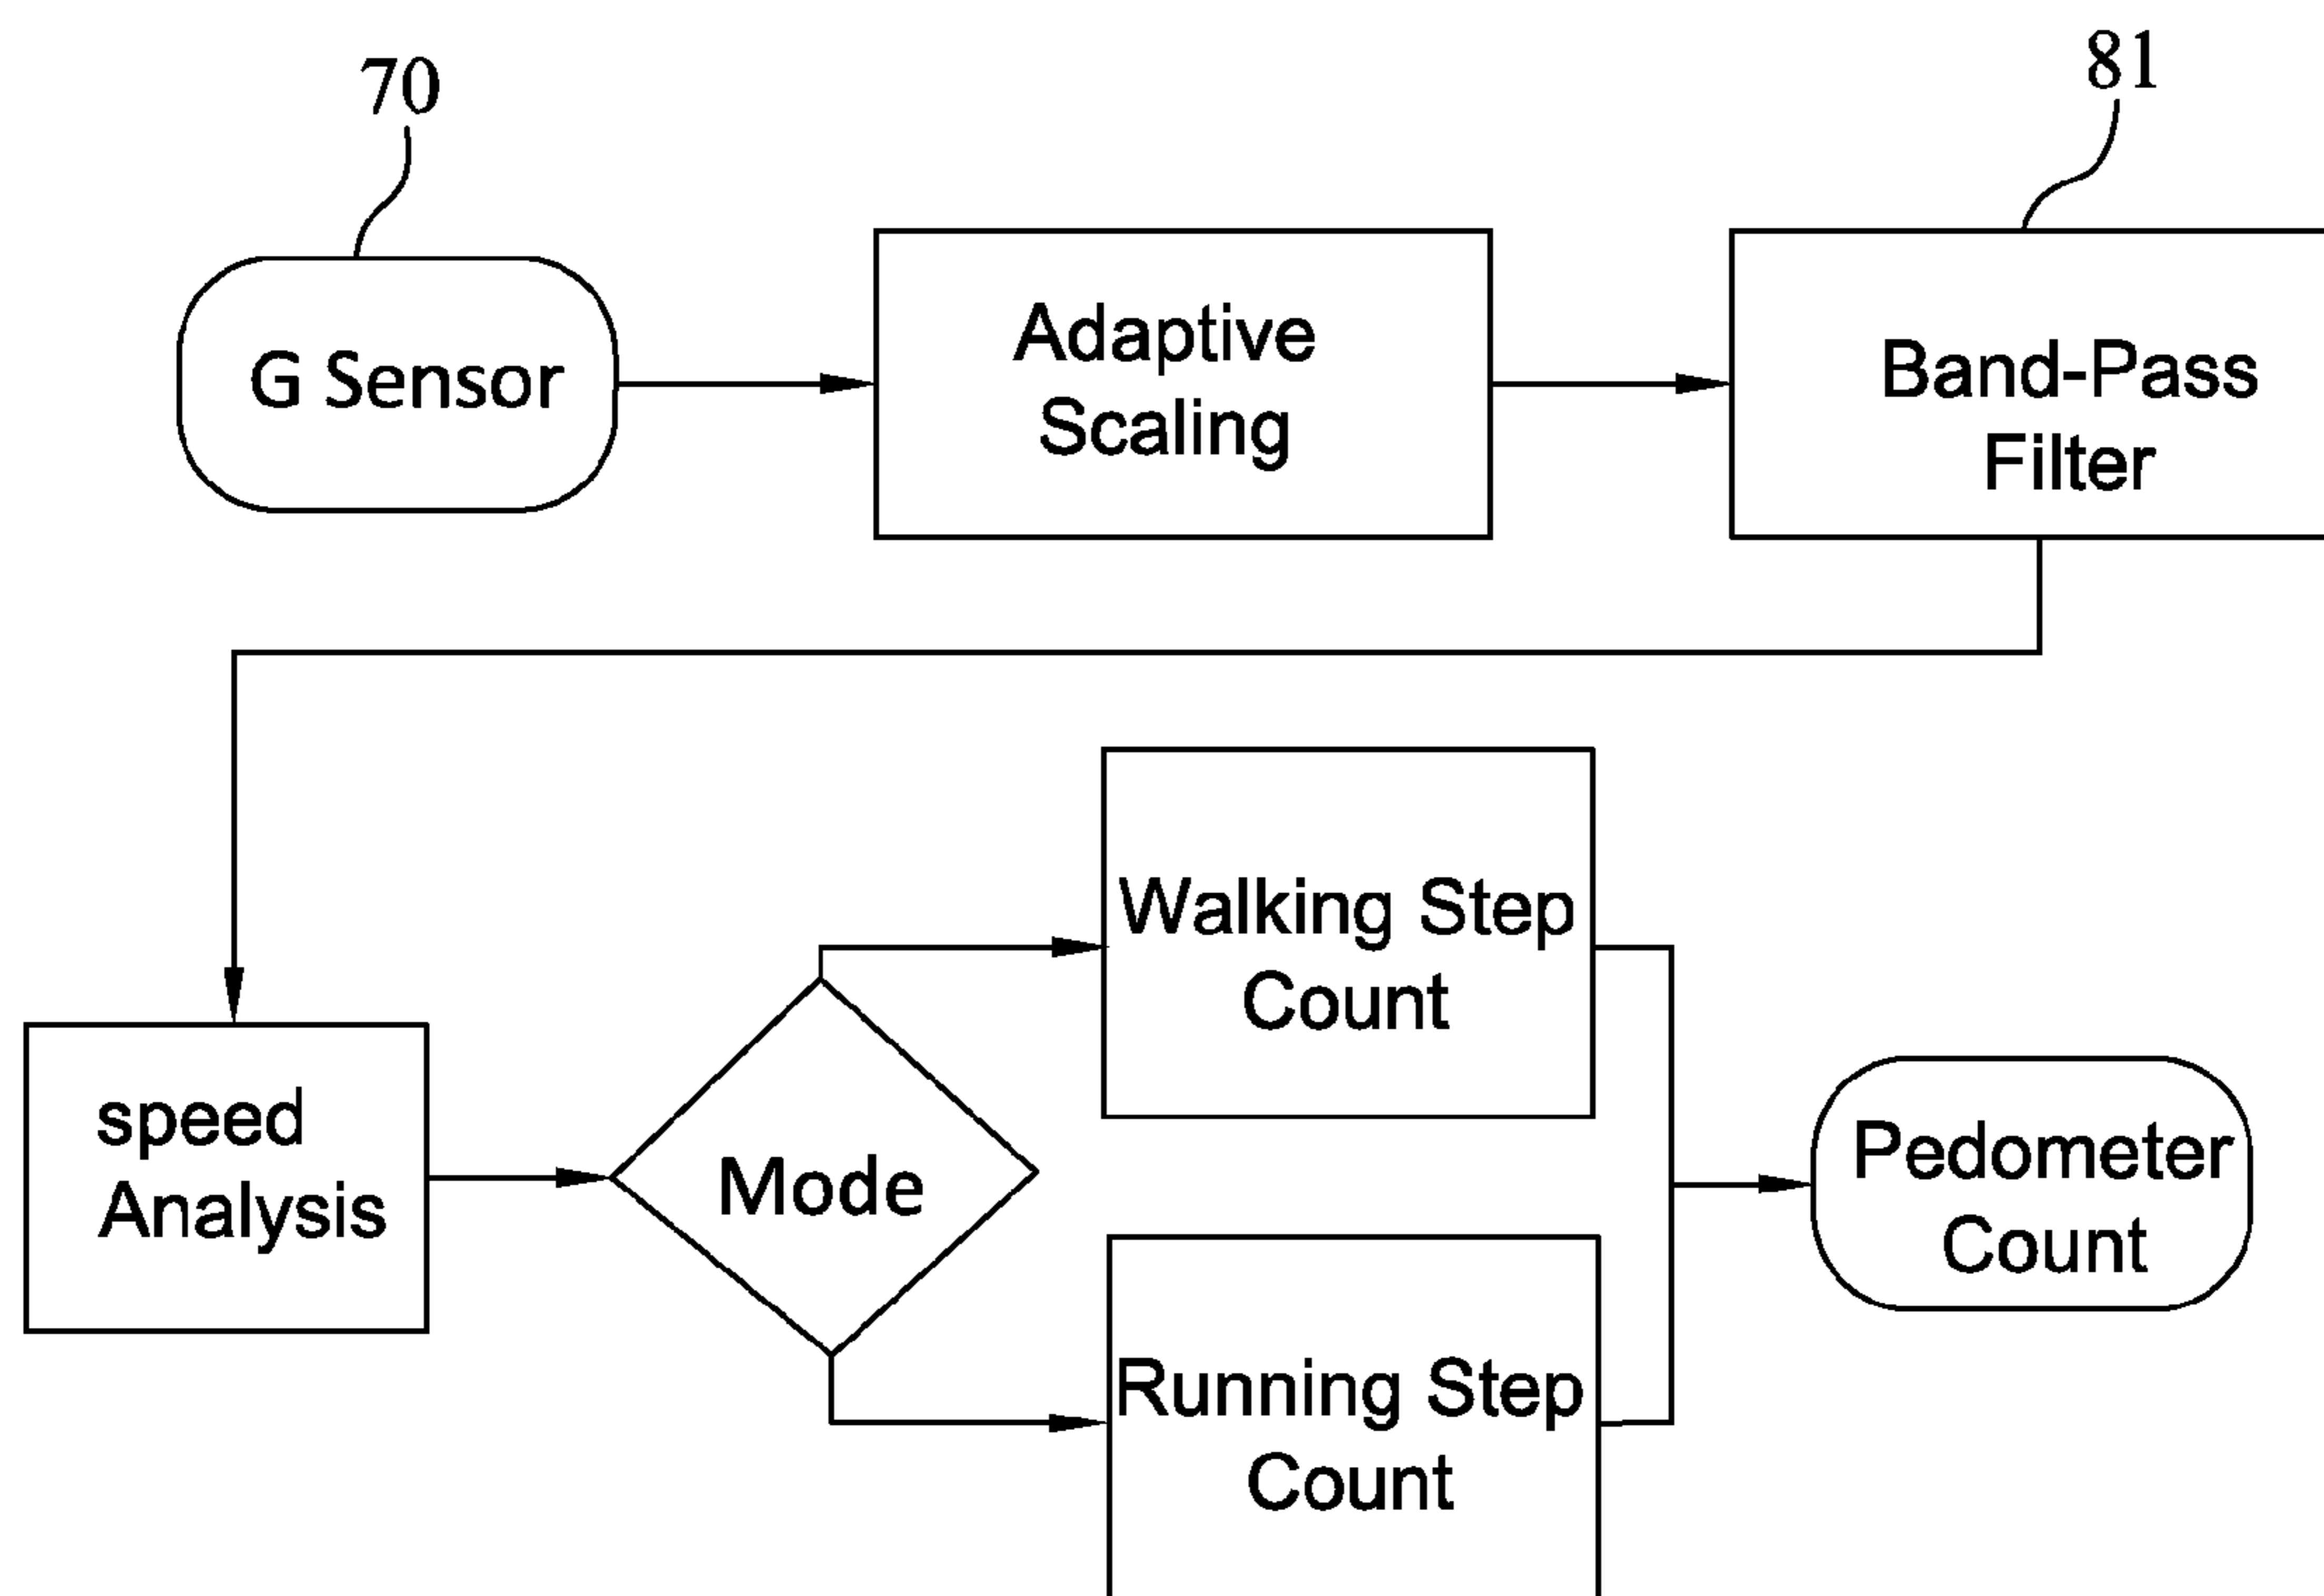 70
81
G Sensor
Adaptive
Scaling
Band-Pass
Filter
speed
Analysis
Mode
Walking Step
Count
Running Step
Count
Pedometer
Count